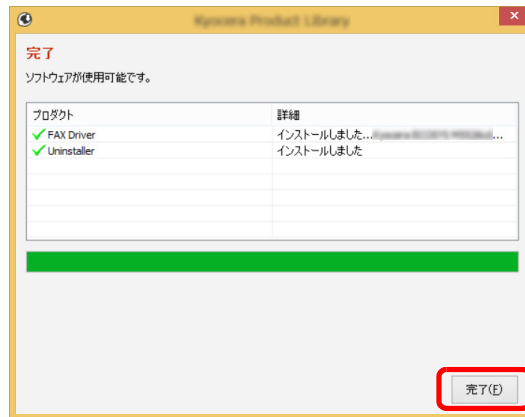 Kyocera Product Library
完了
ソフトウェアが使用可能です。
プロダクト 詳細
FAX Driver インストールしました...
Uninstaller インストールしました
完了(F)